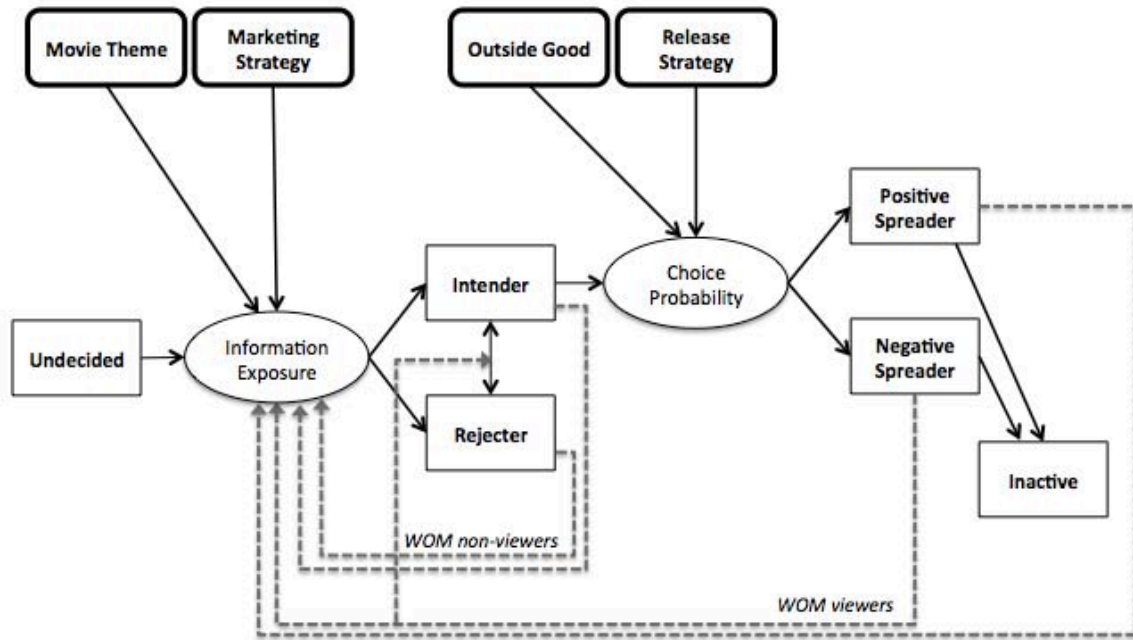 Movie Theme
Marketing
Strategy
Outside Good
Release
Strategy
Positive
Spreader
Intender
Choice
Probability
Undecided
Information
Exposure
Negative
Spreader
Rejecter
Inactive
WOM non-viewers
WOM viewers